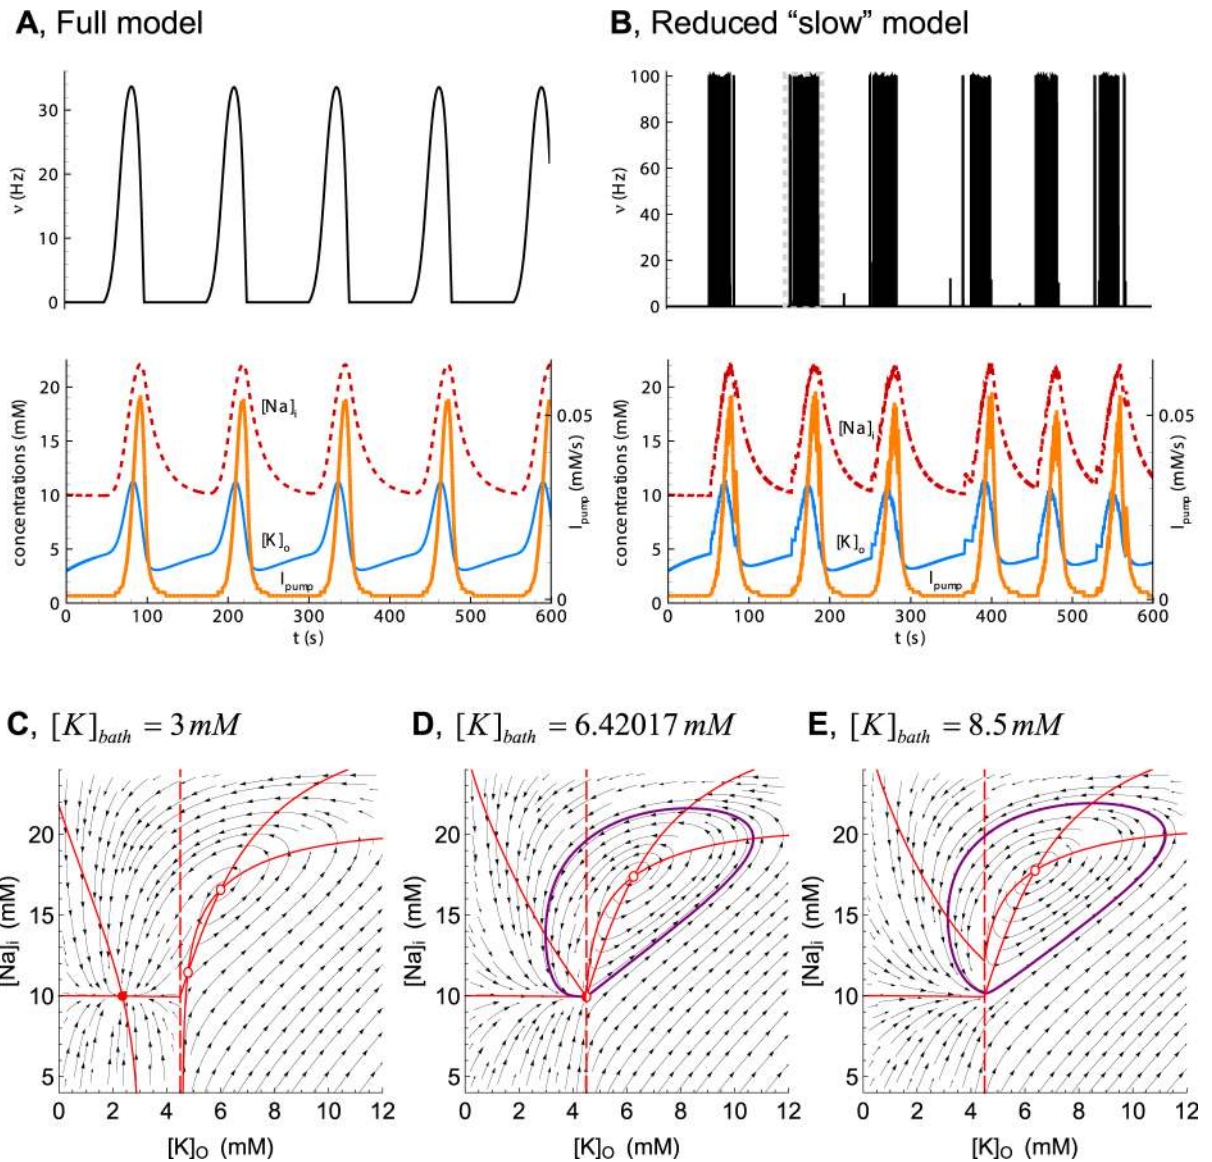 A, Full model
B, Reduced “slow” model
ν (Hz)
30
20
10
0
ν (Hz)
100
80
60
40
20
0
concentrations (mM)
20
15
10
5
0
[Na]i
[K]o
Ipump
0.05
0
Ipump (mM/s)
0 100 200 300 400 500 600
t (s)
concentrations (mM)
20
15
10
5
0
[Na]i
[K]o
Ipump
0.05
0
Ipump (mM/s)
0 100 200 300 400 500 600
t (s)
C, [K]bath = 3 mM
D, [K]bath = 6.42017 mM
E, [K]bath = 8.5 mM
[Na]i (mM)
20
15
10
5
0 2 4 6 8 10 12
[K]O (mM)
[Na]i (mM)
20
15
10
5
0 2 4 6 8 10 12
[K]O (mM)
[Na]i (mM)
20
15
10
5
0 2 4 6 8 10 12
[K]O (mM)